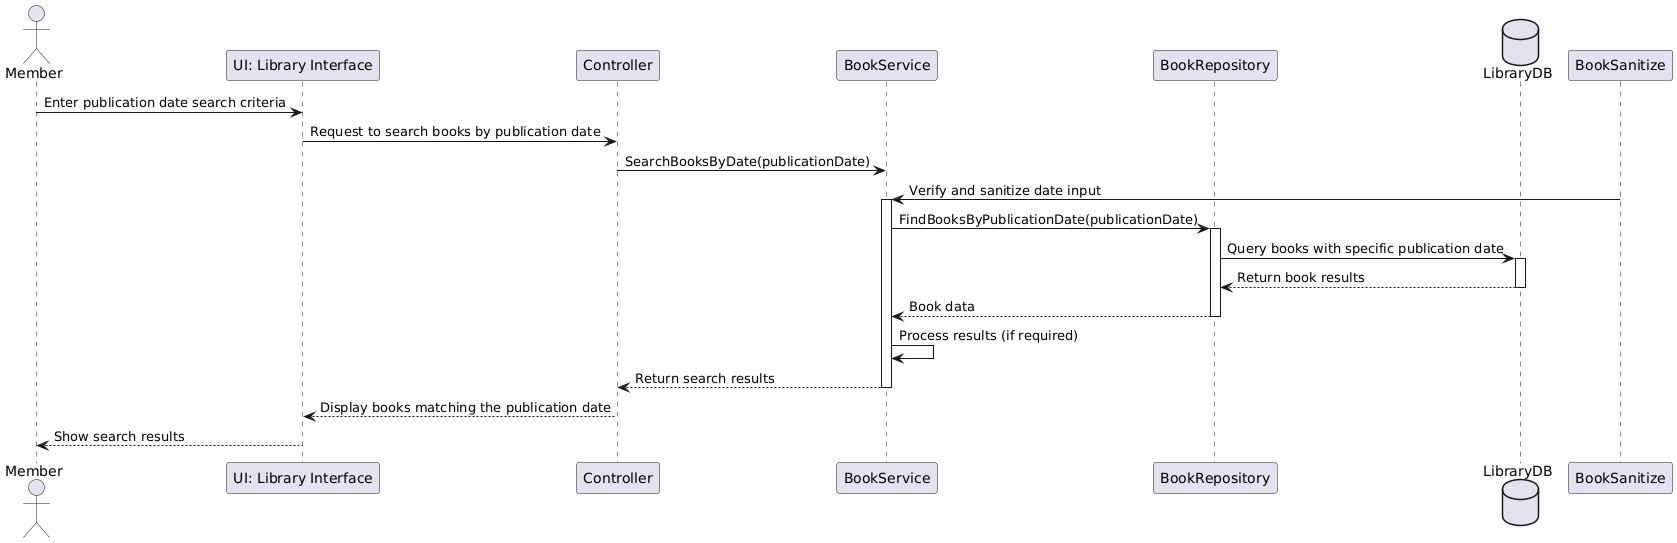 Member
UI: Library Interface
Controller
BookService
BookRepository
LibraryDB
BookSanitize
Enter publication date search criteria
Request to search books by publication date
SearchBooksByDate(publicationDate)
Verify and sanitize date input
FindBooksByPublicationDate(publicationDate)
Query books with specific publication date
Return book results
Book data
Process results (if required)
Return search results
Display books matching the publication date
Show search results
Member
UI: Library Interface
Controller
BookService
BookRepository
LibraryDB
BookSanitize